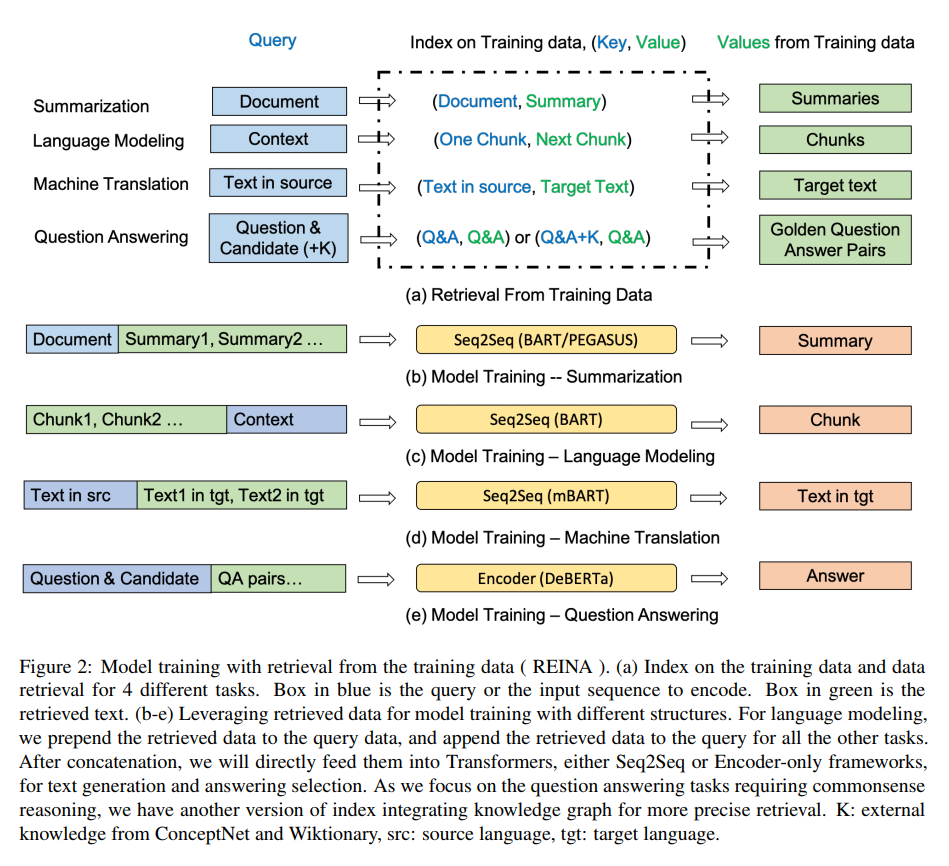 Query Index on Training data, (Key, Value) Values from Training data
Summarization Document (Document, Summary) Summaries
Language Modeling Context (One Chunk, Next Chunk) Chunks
Machine Translation Text in source (Text in source, Target Text) Target text
Question Answering Question & Candidate (+K) (Q&A, Q&A) or (Q&A+K, Q&A) Golden Question Answer Pairs
(a) Retrieval From Training Data
Document Summary1, Summary2 ... Seq2Seq (BART/PEGASUS) Summary
(b) Model Training -- Summarization
Chunk1, Chunk2 ... Context Seq2Seq (BART) Chunk
(c) Model Training – Language Modeling
Text in src Text1 in tgt, Text2 in tgt Seq2Seq (mBART) Text in tgt
(d) Model Training – Machine Translation
Question & Candidate QA pairs... Encoder (DeBERTa) Answer
(e) Model Training – Question Answering
Figure 2: Model training with retrieval from the training data ( REINA ). (a) Index on the training data and data
retrieval for 4 different tasks. Box in blue is the query or the input sequence to encode. Box in green is the
retrieved text. (b-e) Leveraging retrieved data for model training with different structures. For language modeling,
we prepend the retrieved data to the query data, and append the retrieved data to the query for all the other tasks.
After concatenation, we will directly feed them into Transformers, either Seq2Seq or Encoder-only frameworks,
for text generation and answering selection. As we focus on the question answering tasks requiring commonsense
reasoning, we have another version of index integrating knowledge graph for more precise retrieval. K: external
knowledge from ConceptNet and Wiktionary, src: source language, tgt: target language.